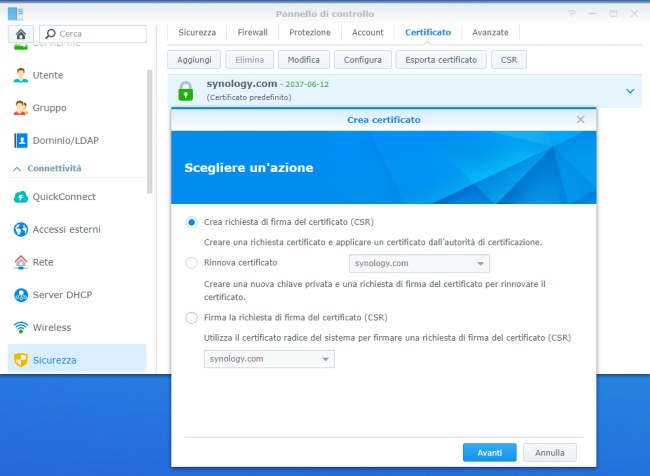 Pannello di controllo
Cerca
Sicurezza Firewall Protezione Account Certificato Avanzate
Aggiungi Elimina Modifica Configura Esporta certificato CSR
synology.com - 2037-06-12
(Certificato predefinito)
Utente
Gruppo
Dominio/LDAP
Connettività
QuickConnect
Accessi esterni
Rete
Server DHCP
Wireless
Sicurezza
Crea certificato
Scegliere un'azione
Crea richiesta di firma del certificato (CSR)
Creare una richiesta certificato e applicare un certificato dall'autorità di certificazione.
Rinnova certificato synology.com
Creare una nuova chiave privata e una richiesta di firma del certificato per rinnovare il
certificato.
Firma la richiesta di firma del certificato (CSR)
Utilizza il certificato radice del sistema per firmare una richiesta di firma del certificato (CSR)
synology.com
Avanti Annulla